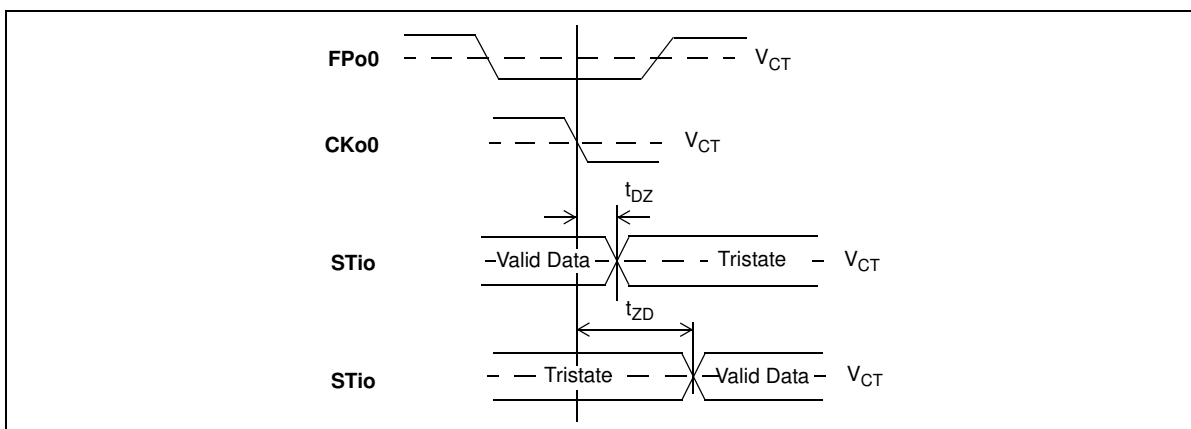 FPo0 V_CT
CKo0 V_CT
t_DZ
STio Valid Data Tristate V_CT
t_ZD
STio Tristate Valid Data V_CT